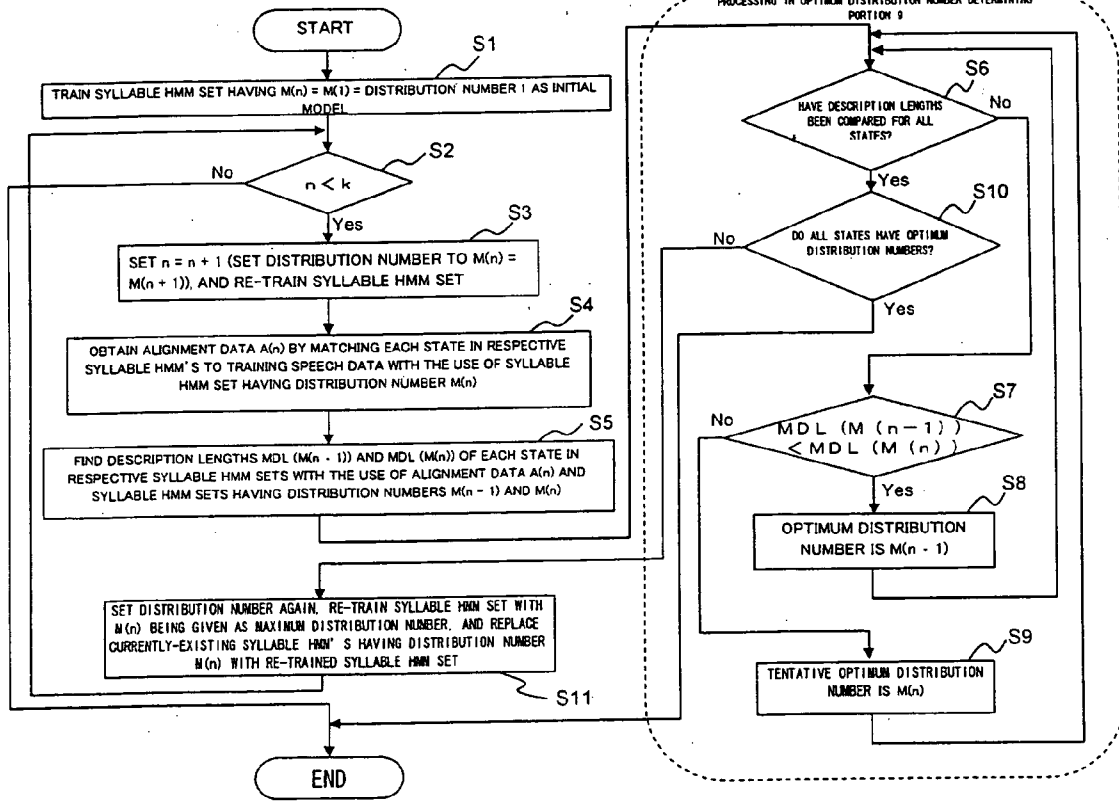 START
S1
TRAIN SYLLABLE HMM SET HAVING M(n) = M(1) = DISTRIBUTION NUMBER 1 AS INITIAL
MODEL
S2
No
n < k
Yes
S3
SET n = n + 1 (SET DISTRIBUTION NUMBER TO M(n) =
M(n + 1)), AND RE-TRAIN SYLLABLE HMM SET
S4
OBTAIN ALIGNMENT DATA A(n) BY MATCHING EACH STATE IN RESPECTIVE
SYLLABLE HMM'S TO TRAINING SPEECH DATA WITH THE USE OF SYLLABLE
HMM SET HAVING DISTRIBUTION NUMBER M(n)
S5
FIND DESCRIPTION LENGTHS MDL (M(n - 1)) AND MDL (M(n)) OF EACH STATE IN
RESPECTIVE SYLLABLE HMM SETS WITH THE USE OF ALIGNMENT DATA A(n) AND
SYLLABLE HMM SETS HAVING DISTRIBUTION NUMBERS M(n - 1) AND M(n)
SET DISTRIBUTION NUMBER AGAIN, RE-TRAIN SYLLABLE HMM SET WITH
M(n) BEING GIVEN AS MAXIMUM DISTRIBUTION NUMBER, AND REPLACE
CURRENTLY-EXISTING SYLLABLE HMM'S HAVING DISTRIBUTION NUMBER
M(n) WITH RE-TRAINED SYLLABLE HMM SET
S11
END
PROCESSING IN OPTIMUM DISTRIBUTION NUMBER DETERMINING
PORTION 9
S6
HAVE DESCRIPTION LENGTHS
BEEN COMPARED FOR ALL
STATES?
No
Yes
S10
DO ALL STATES HAVE OPTIMUM
DISTRIBUTION NUMBERS?
No
Yes
S7
No
MDL (M (n-1))
< MDL (M (n))
Yes
S8
OPTIMUM DISTRIBUTION
NUMBER IS M(n - 1)
S9
TENTATIVE OPTIMUM DISTRIBUTION
NUMBER IS M(n)